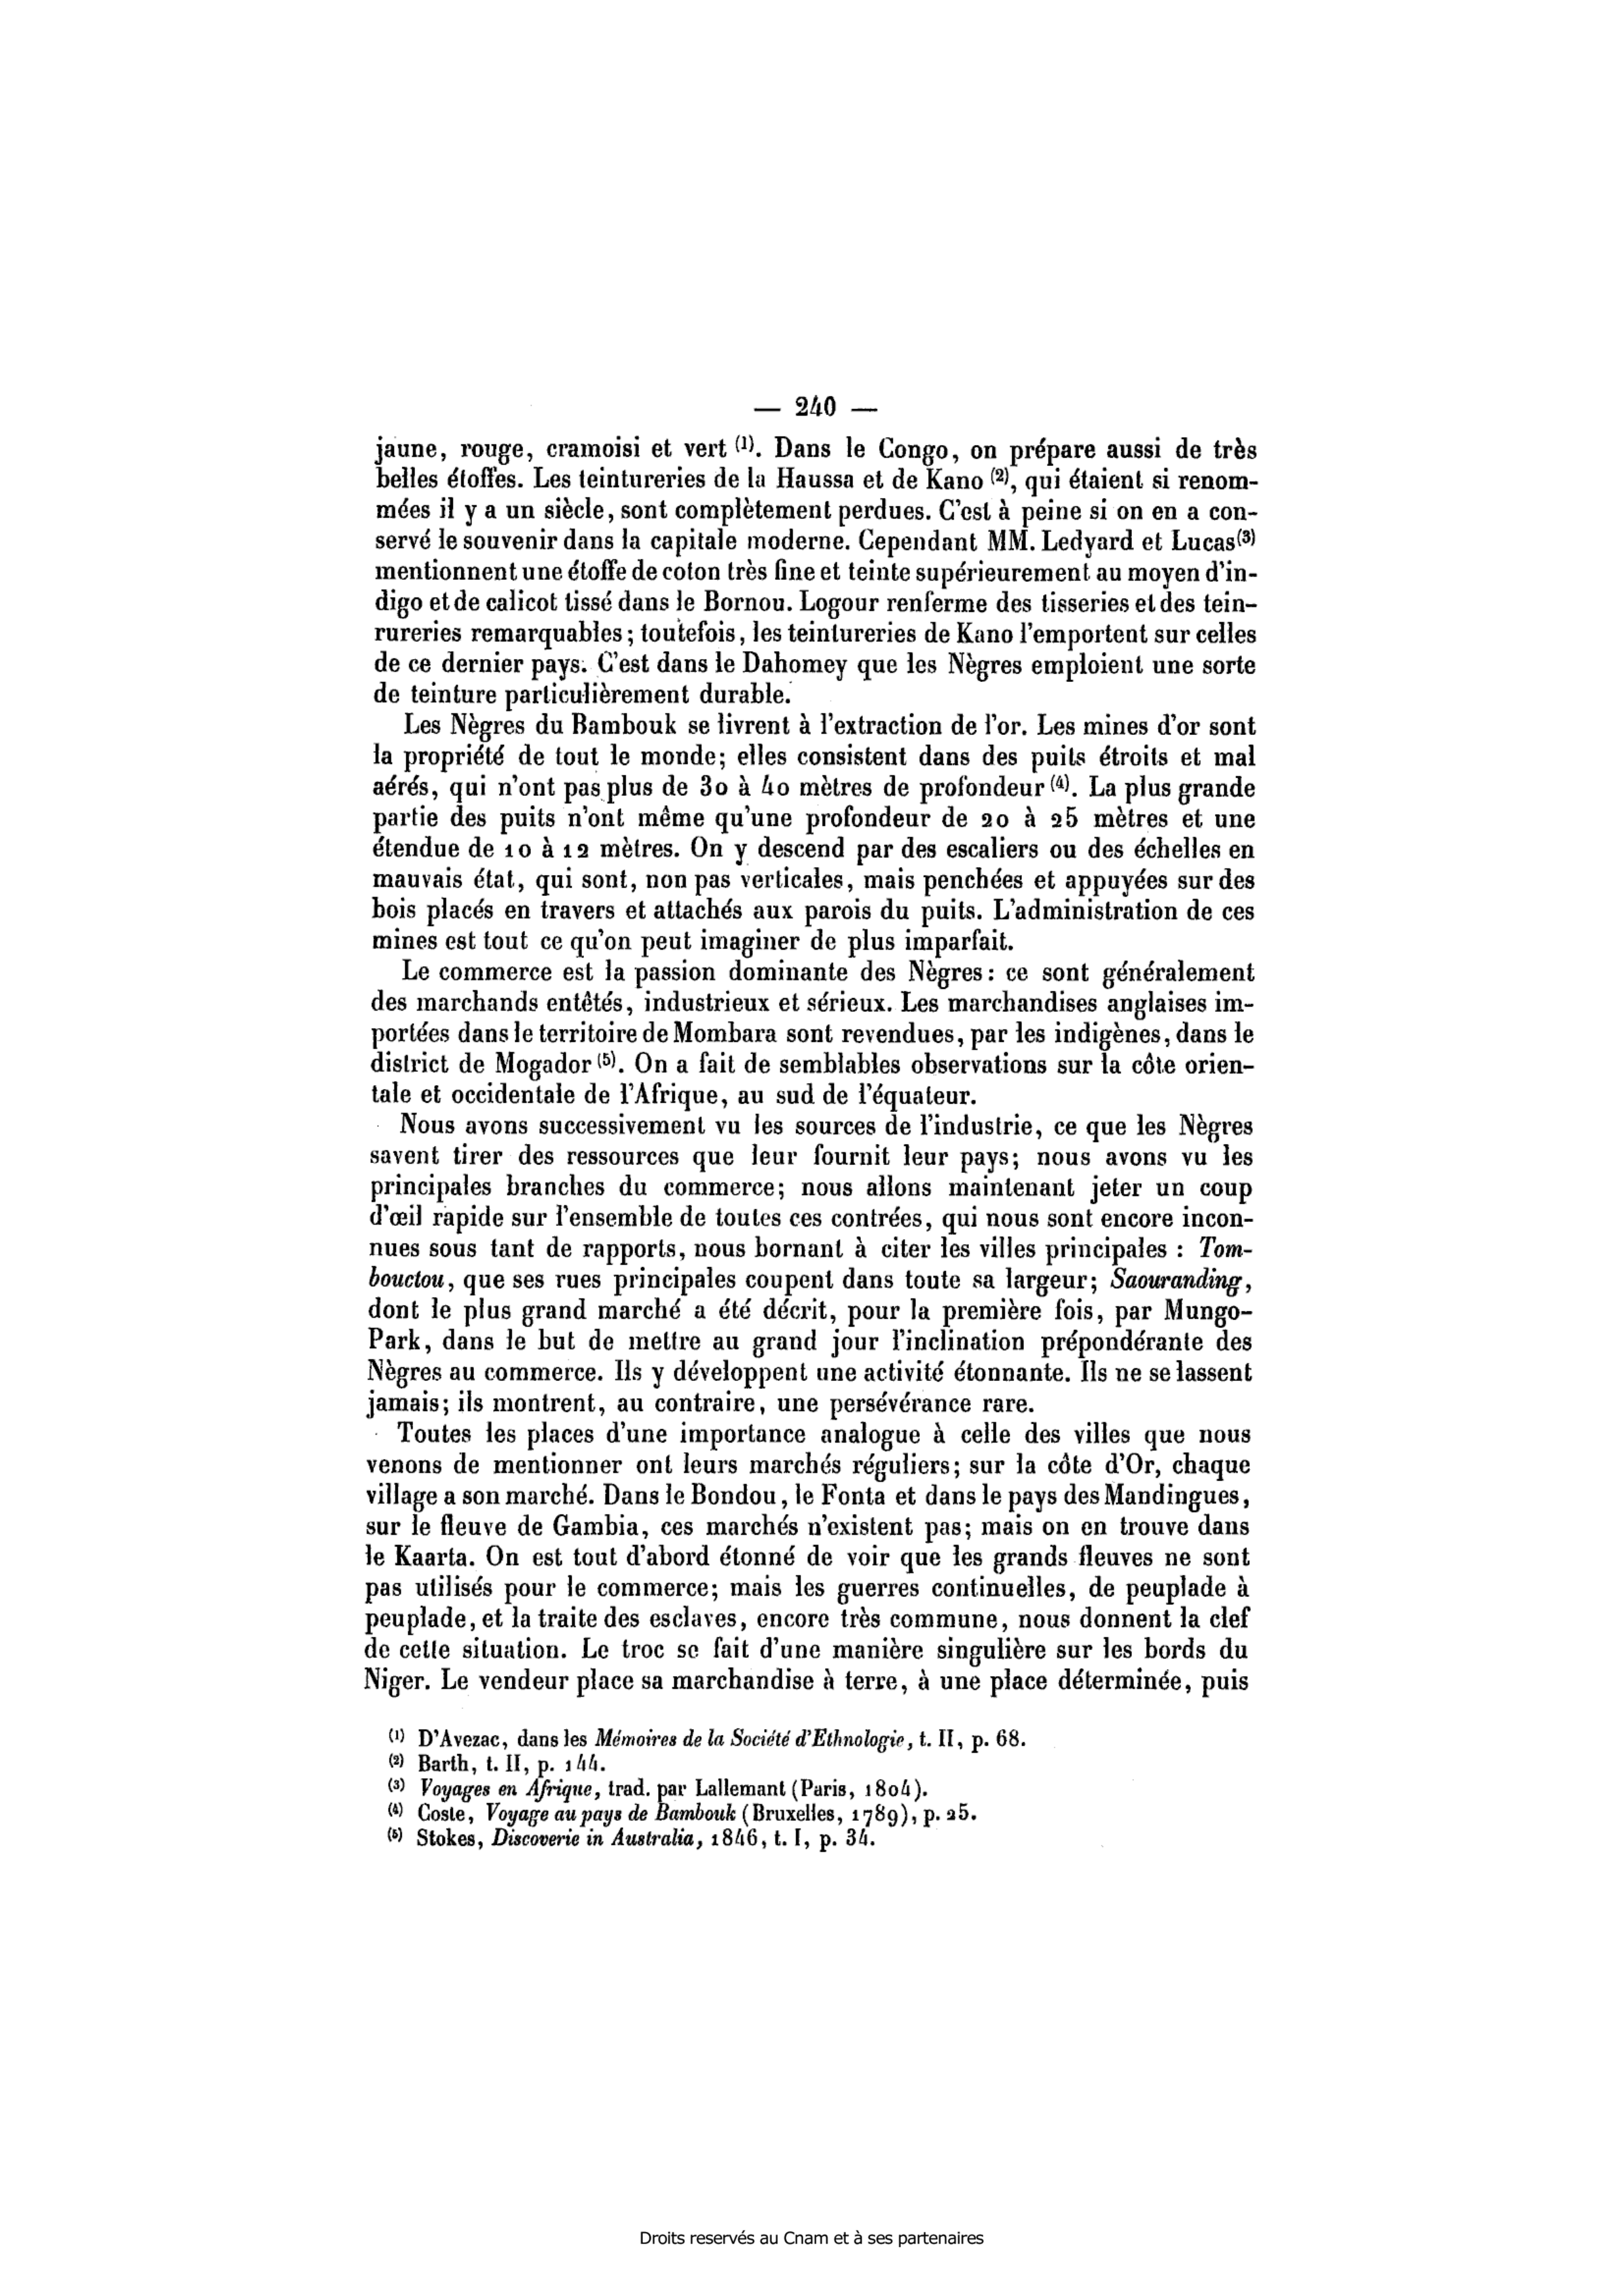 — 240 —
jaune, rouge, cramoisi et vert (1). Dans le Congo, on prépare aussi de très
belles étoffes. Les teintureries de la Haussa et de Kano (2), qui étaient si renom-
mées il y a un siècle, sont complètement perdues. C'est à peine si on en a con-
servé le souvenir dans la capitale moderne. Cependant MM. Ledyard et Lucas (3)
mentionnent une étoffe de coton très fine et teinte supérieurement au moyen d'in-
digo et de calicot tissé dans le Bornou. Logour renferme des tisseries et des tein-
rureries remarquables; toutefois, les teintureries de Kano l'emportent sur celles
de ce dernier pays. C'est dans le Dahomey que les Nègres emploient une sorte
de teinture particulièrement durable.
Les Nègres du Bambouk se livrent à l'extraction de l'or. Les mines d'or sont
la propriété de tout le monde; elles consistent dans des puits étroits et mal
aérés, qui n'ont pas plus de 30 à 40 mètres de profondeur (4). La plus grande
partie des puits n'ont même qu'une profondeur de 20 à 25 mètres et une
étendue de 10 à 12 mètres. On y descend par des escaliers ou des échelles en
mauvais état, qui sont, non pas verticales, mais penchées et appuyées sur des
bois placés en travers et attachés aux parois du puits. L'administration de ces
mines est tout ce qu'on peut imaginer de plus imparfait.
Le commerce est la passion dominante des Nègres: ce sont généralement
des marchands entêtés, industrieux et sérieux. Les marchandises anglaises im-
portées dans le territoire de Mombara sont revendues, par les indigènes, dans le
district de Mogador (5). On a fait de semblables observations sur la côte orien-
tale et occidentale de l'Afrique, au sud de l'équateur.
Nous avons successivement vu les sources de l'industrie, ce que les Nègres
savent tirer des ressources que leur fournit leur pays; nous avons vu les
principales branches du commerce; nous allons maintenant jeter un coup
d'œil rapide sur l'ensemble de toutes ces contrées, qui nous sont encore incon-
nues sous tant de rapports, nous bornant à citer les villes principales : Tom-
bouctou, que ses rues principales coupent dans toute sa largeur; Saouranding,
dont le plus grand marché a été décrit, pour la première fois, par Mungo-
Park, dans le but de mettre au grand jour l'inclination prépondérante des
Nègres au commerce. Ils y développent une activité étonnante. Ils ne se lassent
jamais; ils montrent, au contraire, une persévérance rare.
Toutes les places d'une importance analogue à celle des villes que nous
venons de mentionner ont leurs marchés réguliers; sur la côte d'Or, chaque
village a son marché. Dans le Bondou, le Fonta et dans le pays des Mandingues,
sur le fleuve de Gambia, ces marchés n'existent pas; mais on en trouve dans
le Kaarta. On est tout d'abord étonné de voir que les grands fleuves ne sont
pas utilisés pour le commerce; mais les guerres continuelles, de peuplade à
peuplade, et la traite des esclaves, encore très commune, nous donnent la clef
de cette situation. Le troc se fait d'une manière singulière sur les bords du
Niger. Le vendeur place sa marchandise à terre, à une place déterminée, puis
(1) D'Avezac, dans les Mémoires de la Société d'Ethnologie, t. II, p. 68.
(2) Barth, t. II, p. 144.
(3) Voyages en Afrique, trad. par Lallemant (Paris, 1804).
(4) Coste, Voyage au pays de Bambouk (Bruxelles, 1789), p. 25.
(5) Stokes, Discoverie in Australia, 1846, t. I, p. 34.
Droits reservés au Cnam et à ses partenaires